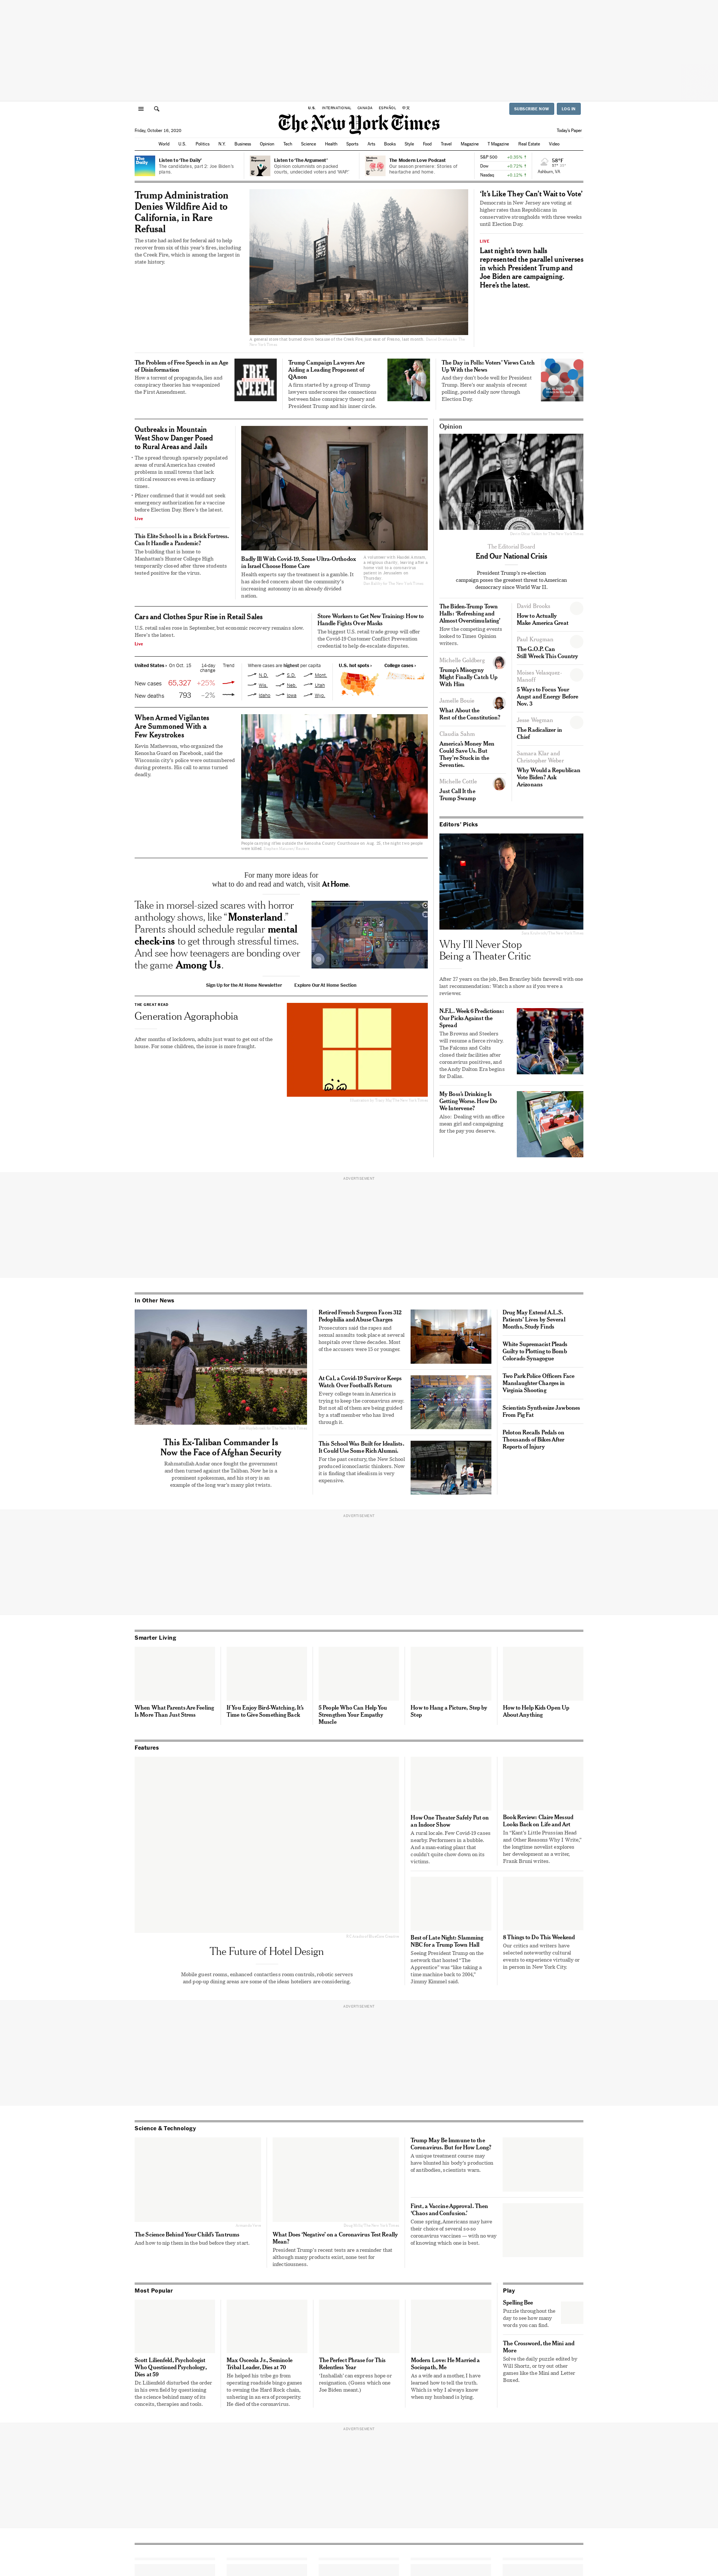 U.S. INTERNATIONAL CANADA ESPAÑOL 中文
SUBSCRIBE NOW
LOG IN
Friday, October 16, 2020
The New York Times
Today's Paper
World U.S. Politics N.Y. Business Opinion Tech Science Health Sports Arts Books Style Food Travel Magazine T Magazine Real Estate Video
Listen to 'The Daily'
The candidates, part 2: Joe Biden's
plans.
Listen to 'The Argument'
Opinion columnists on packed
courts, undecided voters and 'WAP.'
The Modern Love Podcast
Our season premiere: Stories of
heartache and home.
S&P 500
Dow
Nasdaq
58°F
Ashburn, VA
Trump Administration
Denies Wildfire Aid to
California, in Rare
Refusal
The state had asked for federal aid to help
recover from six of this year's fires, including
the Creek Fire, which is among the largest in
state history.
'It's Like They Can't Wait to Vote'
Democrats in New Jersey are voting at
higher rates than Republicans in
conservative strongholds with three weeks
until Election Day.
LIVE
Last night's town halls
represented the parallel universes
in which President Trump and
Joe Biden are campaigning.
Here's the latest.
The Problem of Free Speech in an Age
of Disinformation
How a torrent of propaganda, lies and
conspiracy theories has weaponized
the First Amendment.
FREE
SPEECH
Trump Campaign Lawyers Are
Aiding a Leading Proponent of
QAnon
A firm started by a group of Trump
lawyers underscores the connections
between false conspiracy theory and
President Trump and his inner circle.
The Day in Polls: Voters' Views Catch
Up With the News
And they don't bode well for President
Trump. Here's our analysis of recent
polling, posted daily now through
Election Day.
Outbreaks in Mountain
West Show Danger Posed
to Rural Areas and Jails
• The spread through sparsely populated
areas of rural America has created
problems in small towns that lack
critical resources even in ordinary
times.
• Pfizer confirmed that it would not seek
emergency authorization for a vaccine
before Election Day. Here's the latest.
Live
This Elite School Is in a Brick Fortress.
Can It Handle a Pandemic?
The building that is home to
Manhattan's Hunter College High
temporarily closed after three students
tested positive for the virus.
Badly Ill With Covid-19, Some Ultra-Orthodox
in Israel Choose Home Care
Health experts say the treatment is a gamble. It
has also led concern about the community's
increasing autonomy in an already divided
nation.
Opinion
The Editorial Board
End Our National Crisis
President Trump's re-election
campaign poses the greatest threat to American
democracy since World War II.
Cars and Clothes Spur Rise in Retail Sales
U.S. retail sales rose in September, but economic recovery remains slow.
Here's the latest.
Live
Store Workers to Get New Training: How to
Handle Fights Over Masks
The biggest U.S. retail trade group will offer
the Covid-19 Customer Conflict Prevention
credential to help de-escalate disputes.
United States › On Oct. 15 14-day
change Trend
New cases 65,327 +25%
New deaths 793 –2%
Where cases are highest per capita
N.D. S.D. Mont.
Wis. Neb. Utah
Idaho Iowa Wyo.
U.S. hot spots ›
College cases ›
When Armed Vigilantes
Are Summoned With a
Few Keystrokes
Kevin Mathewson, who organized the
Kenosha Guard on Facebook, said the
Wisconsin city's police were outnumbered
during protests. His call to arms turned
deadly.
The Biden-Trump Town
Halls: 'Refreshing and
Almost Overstimulating'
How the competing events
looked to Times Opinion
writers.
Michelle Goldberg
Trump's Misogyny
Might Finally Catch Up
With Him
Jamelle Bouie
What About the
Rest of the Constitution?
Claudia Sahm
America's Money Men
Could Save Us. But
They're Stuck in the
Seventies.
Michelle Cottle
Just Call It the
Trump Swamp
David Brooks
How to Actually
Make America Great
Paul Krugman
The G.O.P. Can
Still Wreck This Country
Moises Velasquez-
Manoff
5 Ways to Focus Your
Angst and Energy Before
Nov. 3
Jesse Wegman
The Radicalizer in
Chief
Samara Klar and
Christopher Weber
Why Would a Republican
Vote Biden? Ask
Arizonans
For many more ideas for
what to do and read and watch, visit At Home.
Take in morsel-sized scares with horror
anthology shows, like "Monsterland."
Parents should schedule regular mental
check-ins to get through stressful times.
And see how teenagers are bonding over
the game Among Us.
Sign Up for the At Home Newsletter Explore Our At Home Section
THE GREAT READ
Generation Agoraphobia
After months of lockdown, adults just want to get out of the
house. For some children, the issue is more fraught.
Editors' Picks
Why I'll Never Stop
Being a Theater Critic
After 27 years on the job, Ben Brantley bids farewell with one
last recommendation: Watch a show as if you were a
reviewer.
N.F.L. Week 6 Predictions:
Our Picks Against the
Spread
The Browns and Steelers
will resume a fierce rivalry.
The Falcons and Colts
closed their facilities after
coronavirus positives, and
the Andy Dalton Era begins
for Dallas.
My Boss's Drinking Is
Getting Worse. How Do
We Intervene?
Also: Dealing with an office
mean girl and campaigning
for the pay you deserve.
ADVERTISEMENT
In Other News
This Ex-Taliban Commander Is
Now the Face of Afghan Security
Rahmatullah Andar once fought the government
and then turned against the Taliban. Now he is a
prominent spokesman, and his story is an
example of the long war's many plot twists.
Retired French Surgeon Faces 312
Pedophilia and Abuse Charges
Prosecutors said the rapes and
sexual assaults took place at several
hospitals over three decades. Most
of the accusers were 15 or younger.
At Cal, a Covid-19 Survivor Keeps
Watch Over Football's Return
Every college team in America is
trying to keep the coronavirus away.
But not all of them are being guided
by a staff member who has lived
through it.
This School Was Built for Idealists.
It Could Use Some Rich Alumni.
For the past century, the New School
produced iconoclastic thinkers. Now
it is finding that idealism is very
expensive.
Drug May Extend A.L.S.
Patients' Lives by Several
Months, Study Finds
White Supremacist Pleads
Guilty to Plotting to Bomb
Colorado Synagogue
Two Park Police Officers Face
Manslaughter Charges in
Virginia Shooting
Scientists Synthesize Jawbones
From Pig Fat
Peloton Recalls Pedals on
Thousands of Bikes After
Reports of Injury
ADVERTISEMENT
Smarter Living
When What Parents Are Feeling
Is More Than Just Stress
If You Enjoy Bird-Watching, It's
Time to Give Something Back
5 People Who Can Help You
Strengthen Your Empathy
Muscle
How to Hang a Picture, Step by
Step
How to Help Kids Open Up
About Anything
Features
The Future of Hotel Design
Mobile guest rooms, enhanced contactless room controls, robotic servers
and pop-up dining areas are some of the ideas hoteliers are considering.
How One Theater Safely Put on
an Indoor Show
A rural locale. Few Covid-19 cases
nearby. Performers in a bubble.
And a man-eating plant that
couldn't quite chow down on its
victims.
Book Review: Claire Messud
Looks Back on Life and Art
In "Kant's Little Prussian Head
and Other Reasons Why I Write,"
the longtime novelist explores
her development as a writer,
Frank Bruni writes.
Best of Late Night: Slamming
NBC for a Trump Town Hall
Seeing President Trump on the
network that hosted "The
Apprentice" was "like taking a
time machine back to 2004,"
Jimmy Kimmel said.
8 Things to Do This Weekend
Our critics and writers have
selected noteworthy cultural
events to experience virtually or
in person in New York City.
ADVERTISEMENT
Science & Technology
The Science Behind Your Child's Tantrums
And how to nip them in the bud before they start.
What Does 'Negative' on a Coronavirus Test Really
Mean?
President Trump's recent tests are a reminder that
although many products exist, none test for
infectiousness.
Trump May Be Immune to the
Coronavirus. But for How Long?
A unique treatment course may
have blunted his body's production
of antibodies, scientists warn.
First, a Vaccine Approval. Then
'Chaos and Confusion.'
Come spring, Americans may have
their choice of several so-so
coronavirus vaccines — with no way
of knowing which one is best.
Most Popular
Scott Lilienfeld, Psychologist
Who Questioned Psychology,
Dies at 59
Dr. Lilienfeld disturbed the order
in his own field by questioning
the science behind many of its
conceits, therapies and tools.
Max Osceola Jr., Seminole
Tribal Leader, Dies at 70
He helped his tribe go from
operating roadside bingo games
to owning the Hard Rock chain,
ushering in an era of prosperity.
He died of the coronavirus.
The Perfect Phrase for This
Relentless Year
'Inshallah' can express hope or
resignation. (Guess which one
Joe Biden meant.)
Modern Love: He Married a
Sociopath, Me
As a wife and a mother, I have
learned how to tell the truth.
Which is why I always know
when my husband is lying.
Play
Spelling Bee
Puzzle throughout the
day to see how many
words you can find.
The Crossword, the Mini and
More
Solve the daily puzzle edited by
Will Shortz, or try out other
games like the Mini and Letter
Boxed.
ADVERTISEMENT